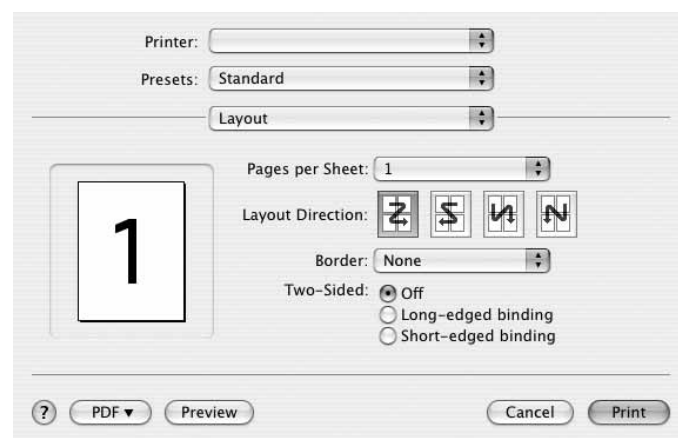 Printer:
Presets: Standard
Layout
Pages per Sheet: 1
Layout Direction:
1
Border: None
Two-Sided: Off
Long-edged binding
Short-edged binding
? PDF▼ Preview Cancel Print